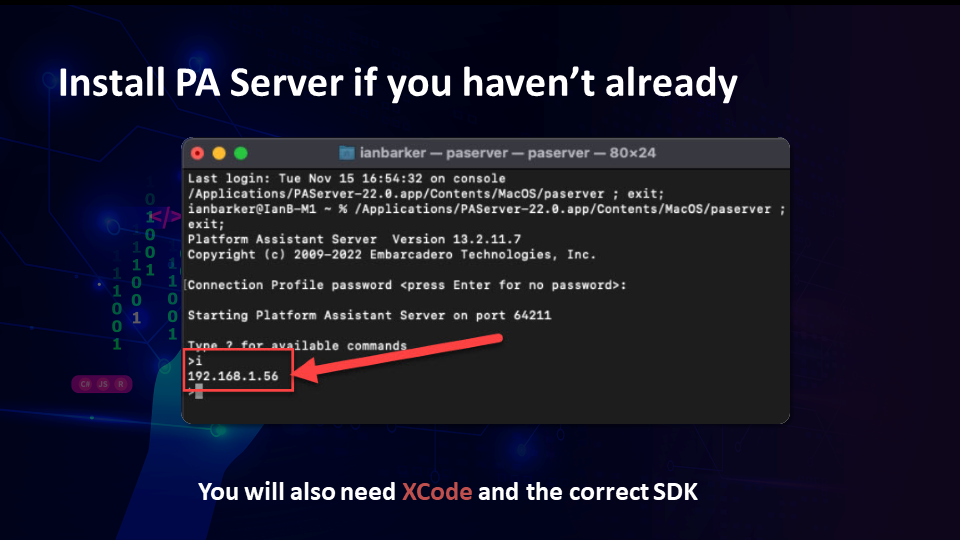 Install PA Server if you haven’t already
ianbarker — paserver — paserver — 80×24
Last login: Tue Nov 15 16:54:32 on console
/Applications/PAServer-22.0.app/Contents/MacOS/paserver ; exit;
ianbarker@IanB-M1 ~ % /Applications/PAServer-22.0.app/Contents/MacOS/paserver ;
exit;
Platform Assistant Server  Version 13.2.11.7
Copyright (c) 2009-2022 Embarcadero Technologies, Inc.
[Connection Profile password <press Enter for no password>:
Starting Platform Assistant Server on port 64211
Type ? for available commands
>i
192.168.1.56
>
</>
C# JS R
You will also need XCode and the correct SDK